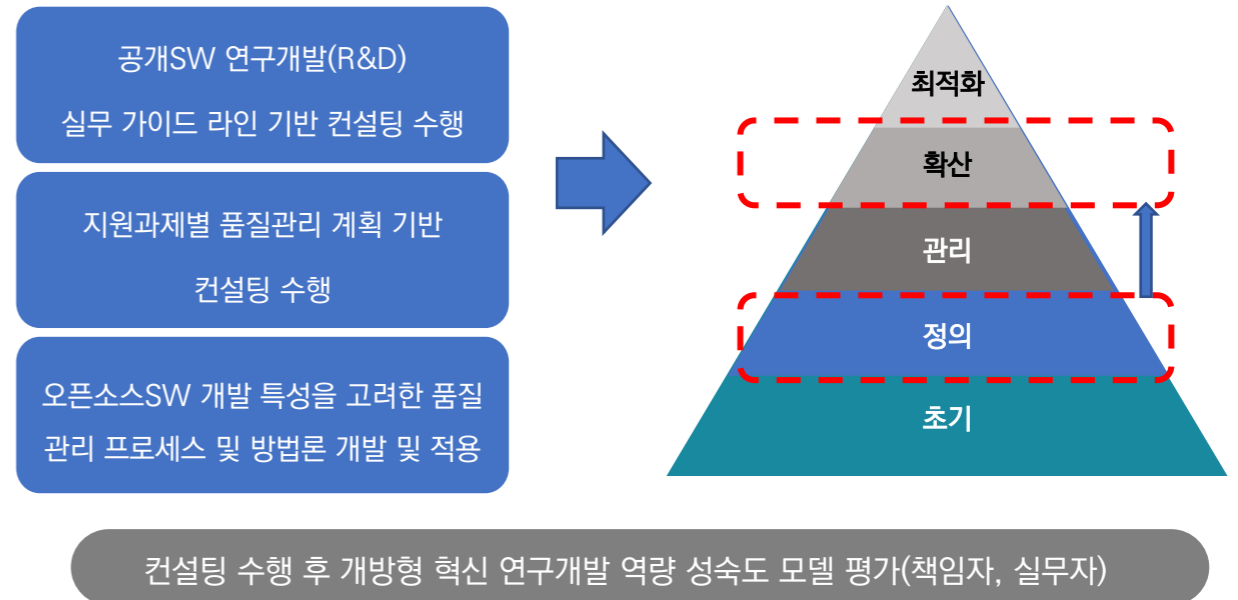 공개SW 연구개발(R&D)
실무 가이드 라인 기반 컨설팅 수행
지원과제별 품질관리 계획 기반
컨설팅 수행
오픈소스SW 개발 특성을 고려한 품질
관리 프로세스 및 방법론 개발 및 적용
최적화
확산
관리
정의
초기
컨설팅 수행 후 개방형 혁신 연구개발 역량 성숙도 모델 평가(책임자, 실무자)